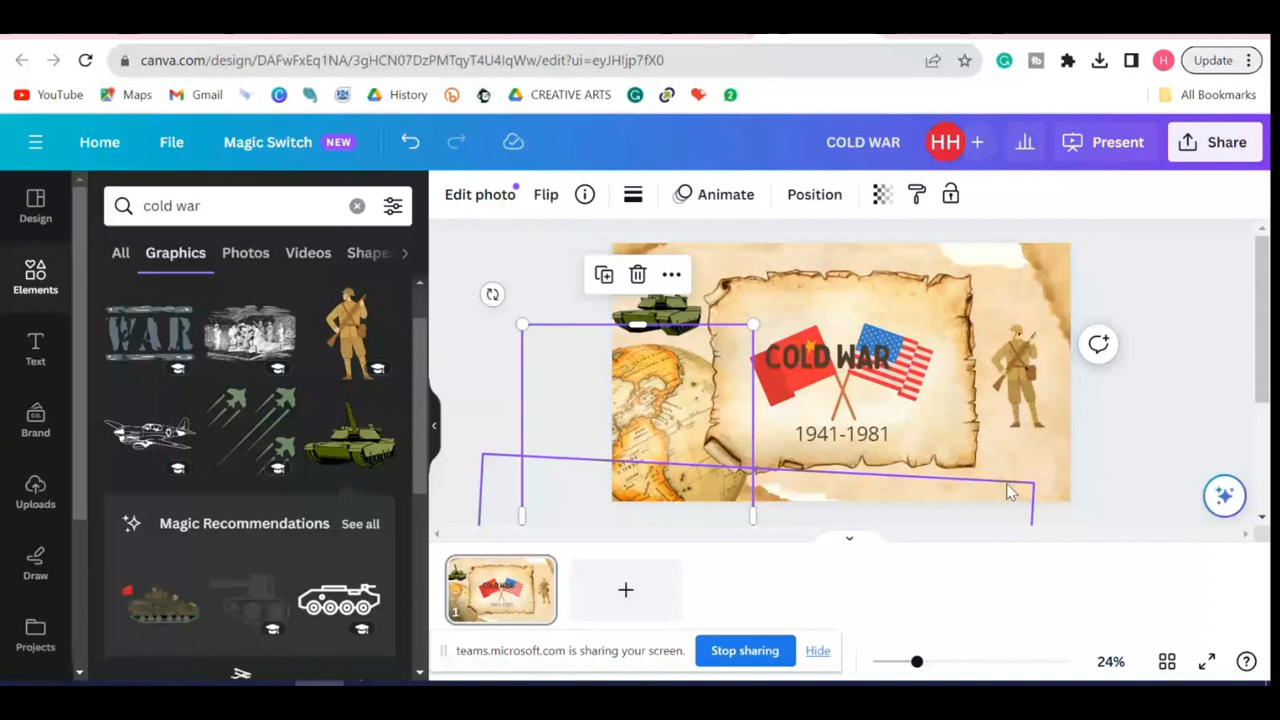 canva.com/design/DAFwFxEq1NA/3gHCN07DzPMTqyT4U4IqWw/edit?ui=eyJHIjp7fX0
H
Update
YouTube
Maps
Gmail
History
CREATIVE ARTS
All Bookmarks
Home
File
Magic Switch NEW
COLD WAR
HH
Present
Share
Design
Elements
Text
Brand
Uploads
Draw
Projects
cold war
All
Graphics
Photos
Videos
Shape
WAR
Magic Recommendations
See all
Edit photo
Flip
Animate
Position
COLD WAR
1941-1981
1
teams.microsoft.com is sharing your screen.
Stop sharing
Hide
24%